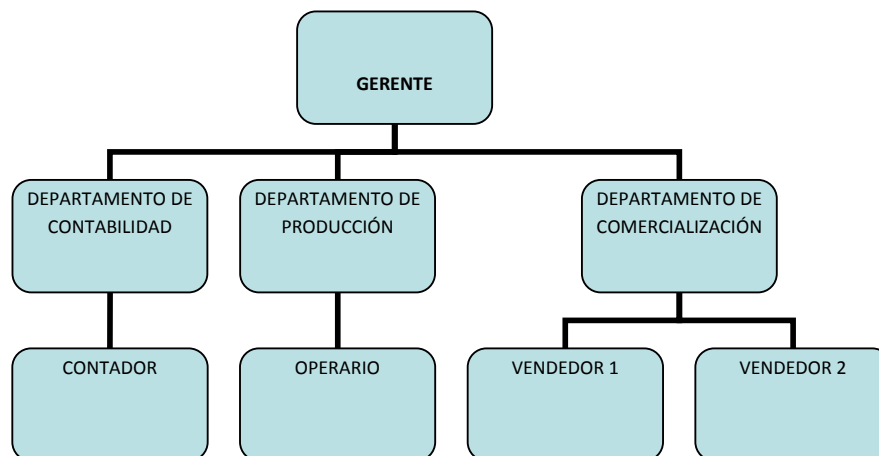 GERENTE
DEPARTAMENTO DE
CONTABILIDAD
DEPARTAMENTO DE
PRODUCCIÓN
DEPARTAMENTO DE
COMERCIALIZACIÓN
CONTADOR
OPERARIO
VENDEDOR 1
VENDEDOR 2